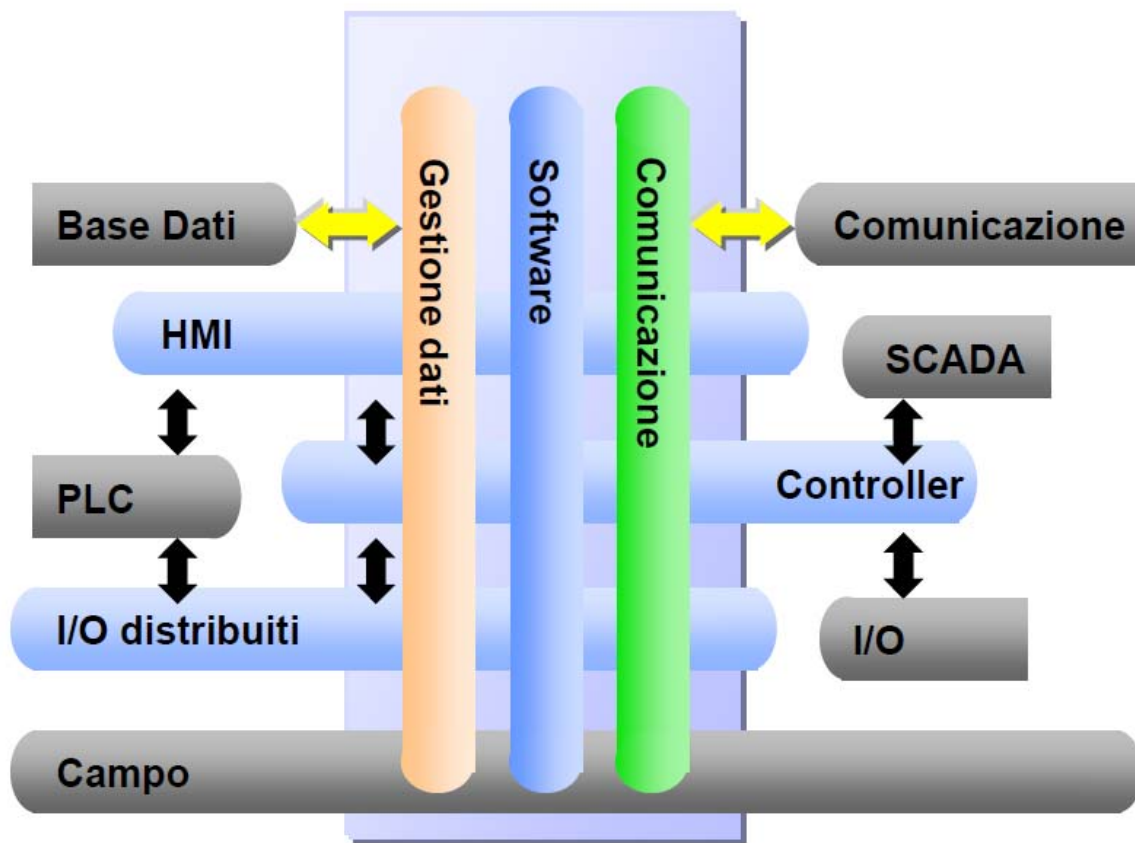 Gestione dati
Software
Comunicazione
Base Dati
Comunicazione
HMI
SCADA
PLC
Controller
I/O distribuiti
I/O
Campo